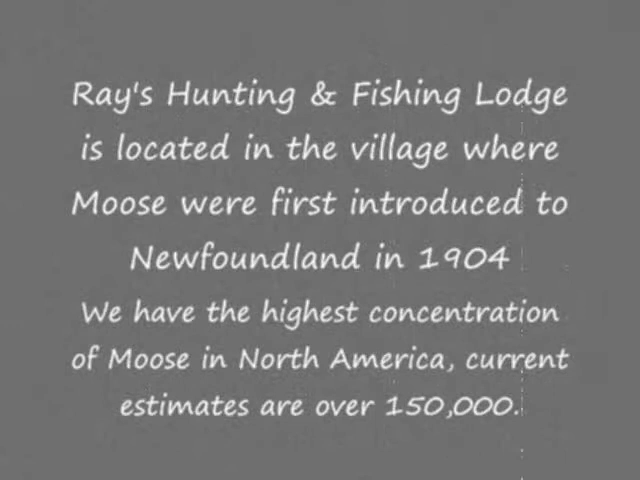 Ray's Hunting & Fishing Lodge
is located in the village where
Moose were first introduced to
Newfoundland in 1904
We have the highest concentration
of Moose in North America, current
estimates are over 150,000.